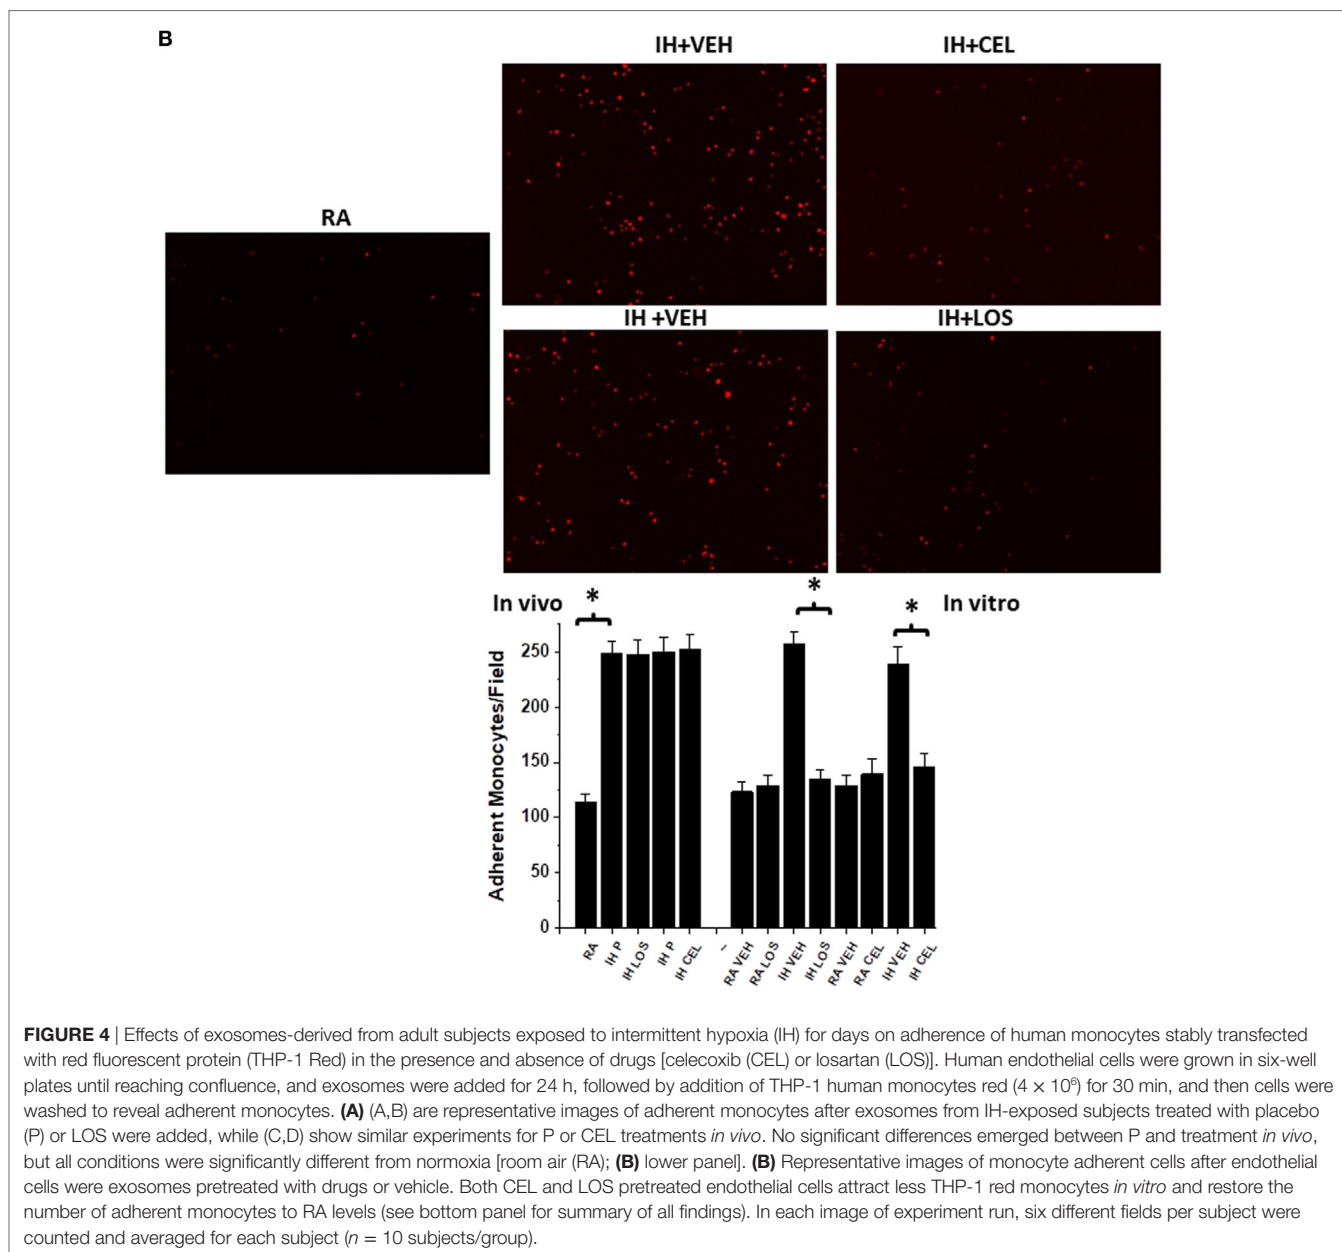 B
IH+VEH
IH+CEL
RA
IH +VEH
IH+LOS
In vivo
*
*
*
In vitro
Adherent Monocytes/Field
250
200
150
100
50
0
RA
IH P
IH LOS
IH P
IH CEL
~
RA VEH
RA LOS
IH VEH
IH LOS
RA VEH
RA CEL
IH VEH
IH CEL
FIGURE 4 | Effects of exosomes-derived from adult subjects exposed to intermittent hypoxia (IH) for days on adherence of human monocytes stably transfected
with red fluorescent protein (THP-1 Red) in the presence and absence of drugs [celecoxib (CEL) or losartan (LOS)]. Human endothelial cells were grown in six-well
plates until reaching confluence, and exosomes were added for 24 h, followed by addition of THP-1 human monocytes red (4 × 10⁶) for 30 min, and then cells were
washed to reveal adherent monocytes. (A) (A,B) are representative images of adherent monocytes after exosomes from IH-exposed subjects treated with placebo
(P) or LOS were added, while (C,D) show similar experiments for P or CEL treatments in vivo. No significant differences emerged between P and treatment in vivo,
but all conditions were significantly different from normoxia [room air (RA); (B) lower panel]. (B) Representative images of monocyte adherent cells after endothelial
cells were exosomes pretreated with drugs or vehicle. Both CEL and LOS pretreated endothelial cells attract less THP-1 red monocytes in vitro and restore the
number of adherent monocytes to RA levels (see bottom panel for summary of all findings). In each image of experiment run, six different fields per subject were
counted and averaged for each subject (n = 10 subjects/group).